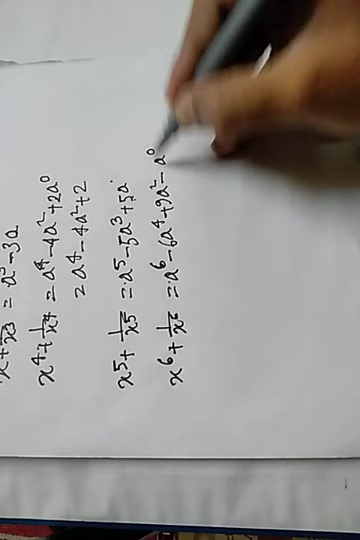 x³+1/x³ = a³-3a
x⁴+1/x⁴ = a⁴-4a²+2a⁰
= a⁴-4a²+2
x⁵+1/x⁵ = a⁵-5a³+5a
x⁶+1/x⁶ = a⁶-6a⁴+9a²-a⁰